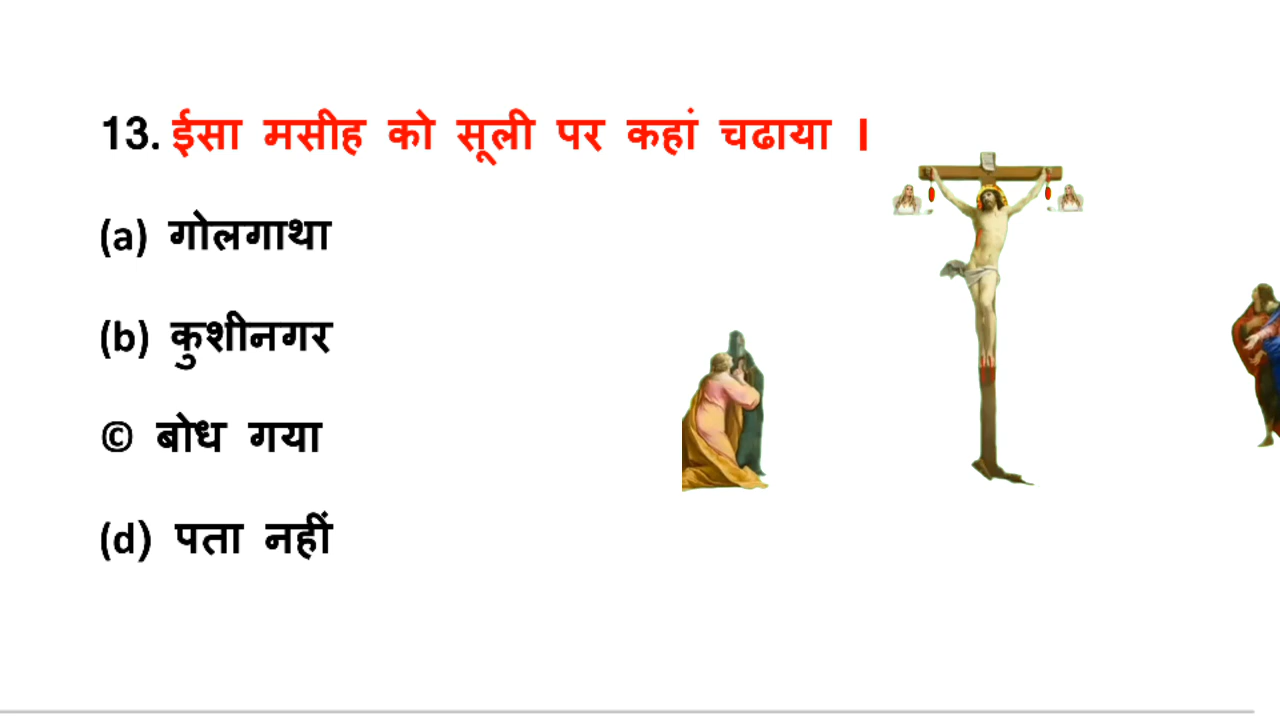 13. ईसा मसीह को सूली पर कहां चढाया ।
(a) गोलगाथा
(b) कुशीनगर
© बोध गया
(d) पता नहीं